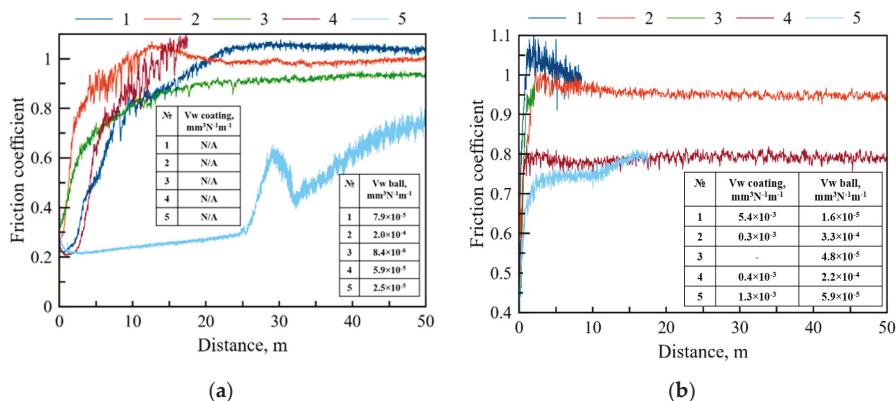 1 2 3 4 5
Friction coefficient
1
0.8
0.6
0.4
0.2
0
№ Vw coating, mm³N⁻¹m⁻¹
1 N/A
2 N/A
3 N/A
4 N/A
5 N/A
№ Vw ball, mm³N⁻¹m⁻¹
1 7.9×10⁻⁵
2 2.0×10⁻⁴
3 8.4×10⁻⁶
4 5.9×10⁻⁵
5 2.5×10⁻⁵
0 10 20 30 40 50
Distance, m
(a)
1 2 3 4 5
Friction coefficient
1.1
1.0
0.9
0.8
0.7
0.6
0.5
0.4
№ Vw coating, mm³N⁻¹m⁻¹ Vw ball, mm³N⁻¹m⁻¹
1 5.4×10⁻³ 1.6×10⁻⁵
2 0.3×10⁻³ 3.3×10⁻⁴
3 - 4.8×10⁻⁵
4 0.4×10⁻³ 2.2×10⁻⁴
5 1.3×10⁻³ 5.9×10⁻⁵
0 10 20 30 40 50
Distance, m
(b)